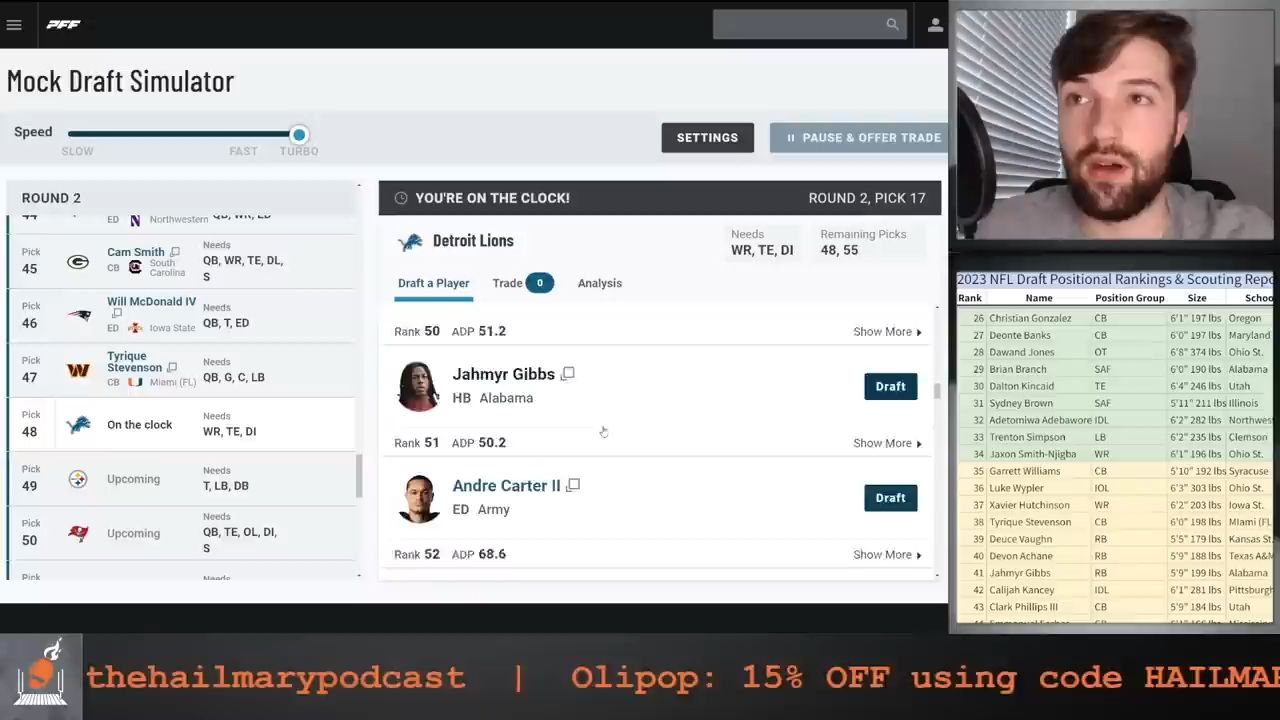 PFF
Mock Draft Simulator
Speed
SLOW
FAST
TURBO
SETTINGS
PAUSE & OFFER TRADE
ROUND 2
44
ED
Northwestern
QB, WR, ED
Pick
45
Cam Smith
CB
South
Carolina
Needs
QB, WR, TE, DL,
S
Pick
46
Will McDonald IV
ED
Iowa State
Needs
QB, T, ED
Pick
47
Tyrique
Stevenson
CB
Miami (FL)
Needs
QB, G, C, LB
Pick
48
On the clock
Needs
WR, TE, DI
Pick
49
Upcoming
Needs
T, LB, DB
Pick
50
Upcoming
Needs
QB, TE, OL, DI,
S
Pick
Needs
YOU'RE ON THE CLOCK!
ROUND 2, PICK 17
Detroit Lions
Needs
WR, TE, DI
Remaining Picks
48, 55
Draft a Player
Trade 0
Analysis
Rank 50 ADP 51.2
Show More
Jahmyr Gibbs
HB Alabama
Draft
Rank 51 ADP 50.2
Show More
Andre Carter II
ED Army
Draft
Rank 52 ADP 68.6
Show More
2023 NFL Draft Positional Rankings & Scouting Repo
Rank Name Position Group Size Schoo
26 Christian Gonzalez CB 6'1" 197 lbs Oregon
27 Deonte Banks CB 6'0" 197 lbs Maryland
28 Dawand Jones OT 6'8" 374 lbs Ohio St.
29 Brian Branch SAF 6'0" 190 lbs Alabama
30 Dalton Kincaid TE 6'4" 246 lbs Utah
31 Sydney Brown SAF 5'11" 211 lbs Illinois
32 Adetomiwa Adebawore IDL 6'2" 282 lbs Northwes
33 Trenton Simpson LB 6'2" 235 lbs Clemson
34 Jaxon Smith-Njigba WR 6'1" 196 lbs Ohio St.
35 Garrett Williams CB 5'10" 192 lbs Syracuse
36 Luke Wypler IOL 6'3" 303 lbs Ohio St.
37 Xavier Hutchinson WR 6'2" 203 lbs Iowa St.
38 Tyrique Stevenson CB 6'0" 198 lbs MIami (FL
39 Deuce Vaughn RB 5'5" 179 lbs Kansas St.
40 Devon Achane RB 5'9" 188 lbs Texas A&M
41 Jahmyr Gibbs RB 5'9" 199 lbs Alabama
42 Calijah Kancey IDL 6'1" 281 lbs Pittsburgh
43 Clark Phillips III CB 5'9" 184 lbs Utah
thehailmarypodcast | Olipop: 15% OFF using code HAILMAR